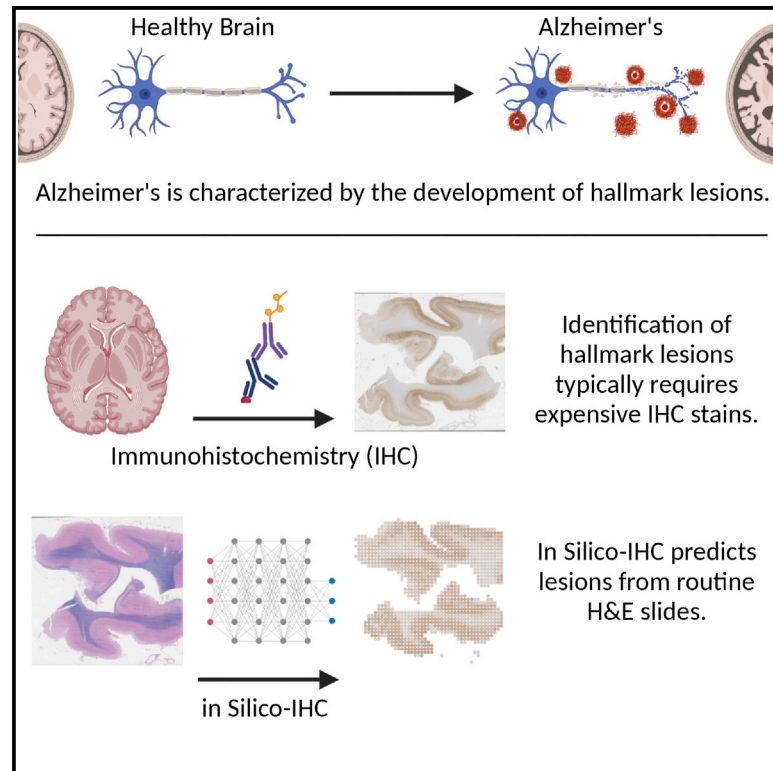 Healthy Brain
Alzheimer's
Alzheimer's is characterized by the development of hallmark lesions.
Immunohistochemistry (IHC)
Identification of
hallmark lesions
typically requires
expensive IHC stains.
in Silico-IHC
In Silico-IHC predicts
lesions from routine
H&E slides.